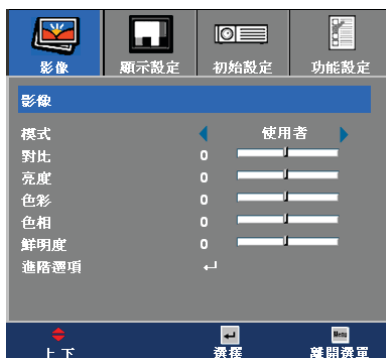 影像 顯示設定 初始設定 功能設定
影像
模式 使用者
對比 0
亮度 0
色彩 0
色相 0
鮮明度 0
進階選項
Menu
上下 選擇 離開選單